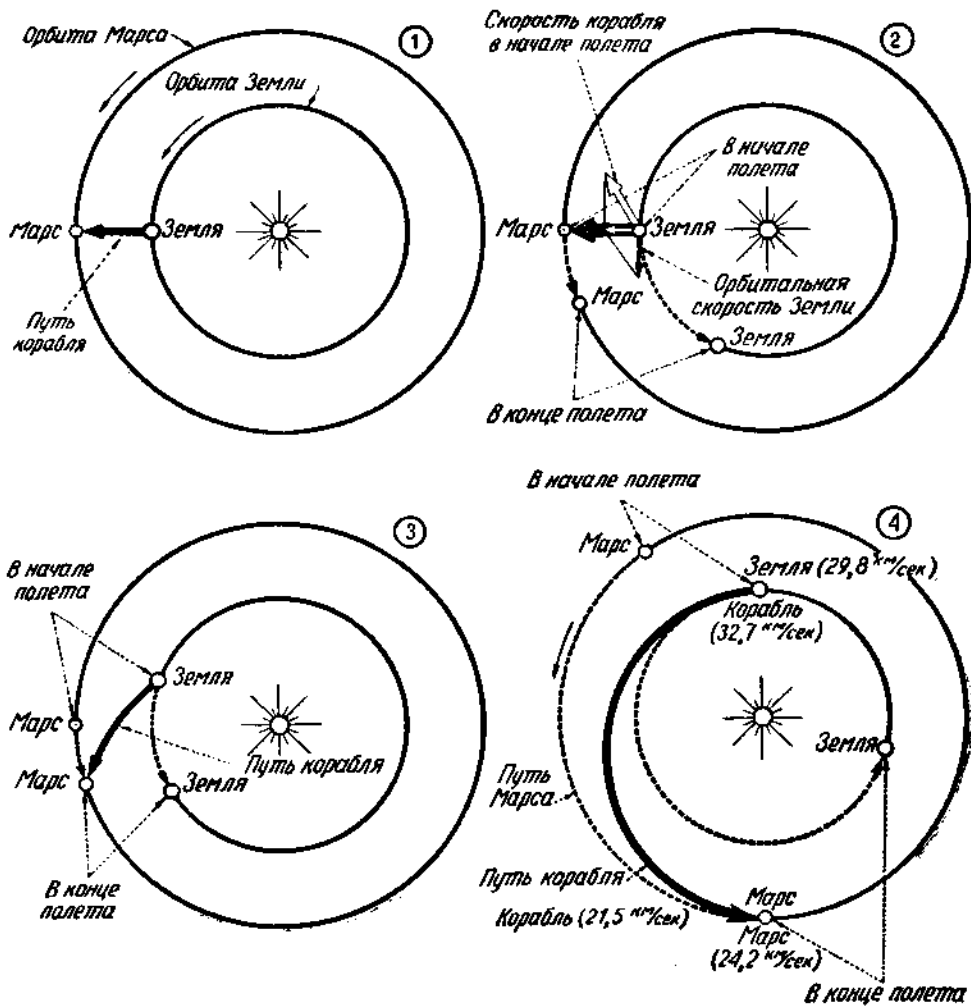 Орбита Марса
1
Орбита Земли
Марс
Земля
Путь
корабля
Скорость корабля
в начале полета
2
В начале
полета
Марс
Земля
Марс
Орбитальная
скорость Земли
Земля
В конце полета
3
В начале
полета
Земля
Марс
Марс
Путь корабля
Земля
В конце
полета
В начале полета
4
Марс
Земля (29,8 км/сек)
Корабль
(32,7 км/сек)
Земля
Путь
Марса
Путь корабля
Марс
Корабль (21,5 км/сек)
Марс
(24,2 км/сек)
В конце полета